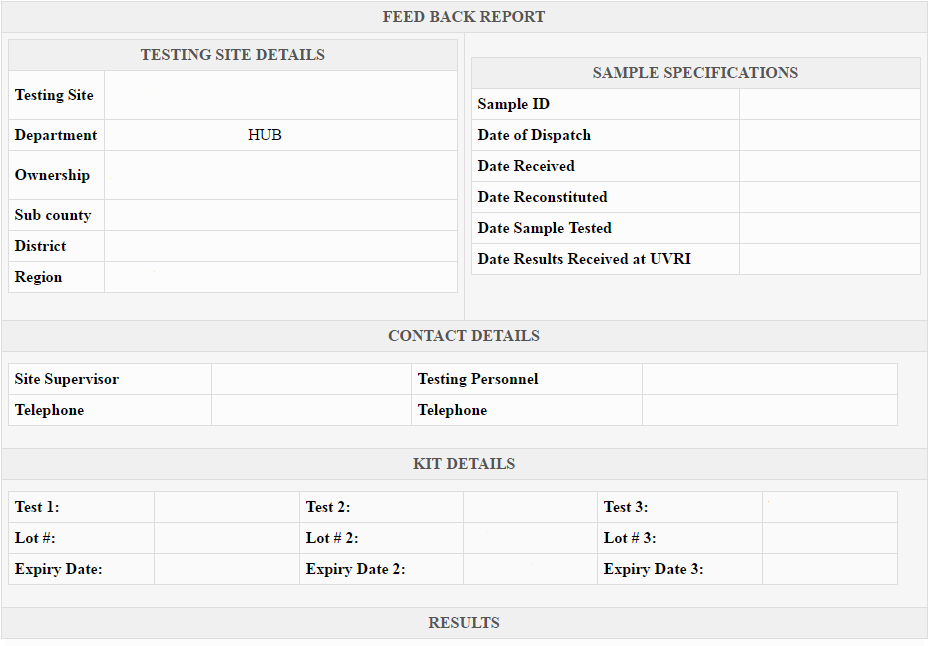 FEED BACK REPORT
TESTING SITE DETAILS
Testing Site
Department HUB
Ownership
Sub county
District
Region
SAMPLE SPECIFICATIONS
Sample ID
Date of Dispatch
Date Received
Date Reconstituted
Date Sample Tested
Date Results Received at UVRI
CONTACT DETAILS
Site Supervisor Testing Personnel
Telephone Telephone
KIT DETAILS
Test 1: Test 2: Test 3:
Lot #: Lot # 2: Lot # 3:
Expiry Date: Expiry Date 2: Expiry Date 3:
RESULTS